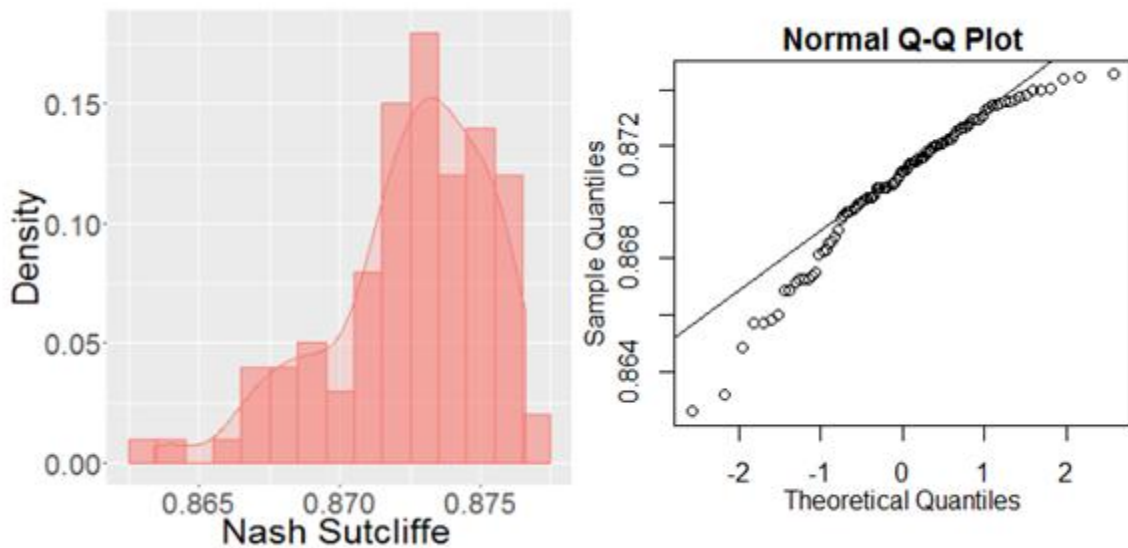 0.15
0.10
0.05
0.00
Density
0.865 0.870 0.875
Nash Sutcliffe
Normal Q-Q Plot
0.872
0.868
0.864
Sample Quantiles
-2 -1 0 1 2
Theoretical Quantiles